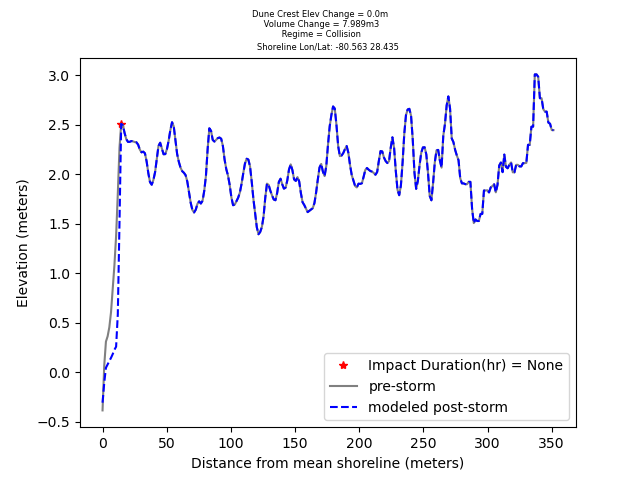 Dune Crest Elev Change = 0.0m
Volume Change = 7.989m3
Regime = Collision
Shoreline Lon/Lat: -80.563 28.435
3.0
2.5
2.0
1.5
1.0
0.5
0.0
−0.5
Elevation (meters)
Impact Duration(hr) = None
pre-storm
modeled post-storm
0 50 100 150 200 250 300 350
Distance from mean shoreline (meters)